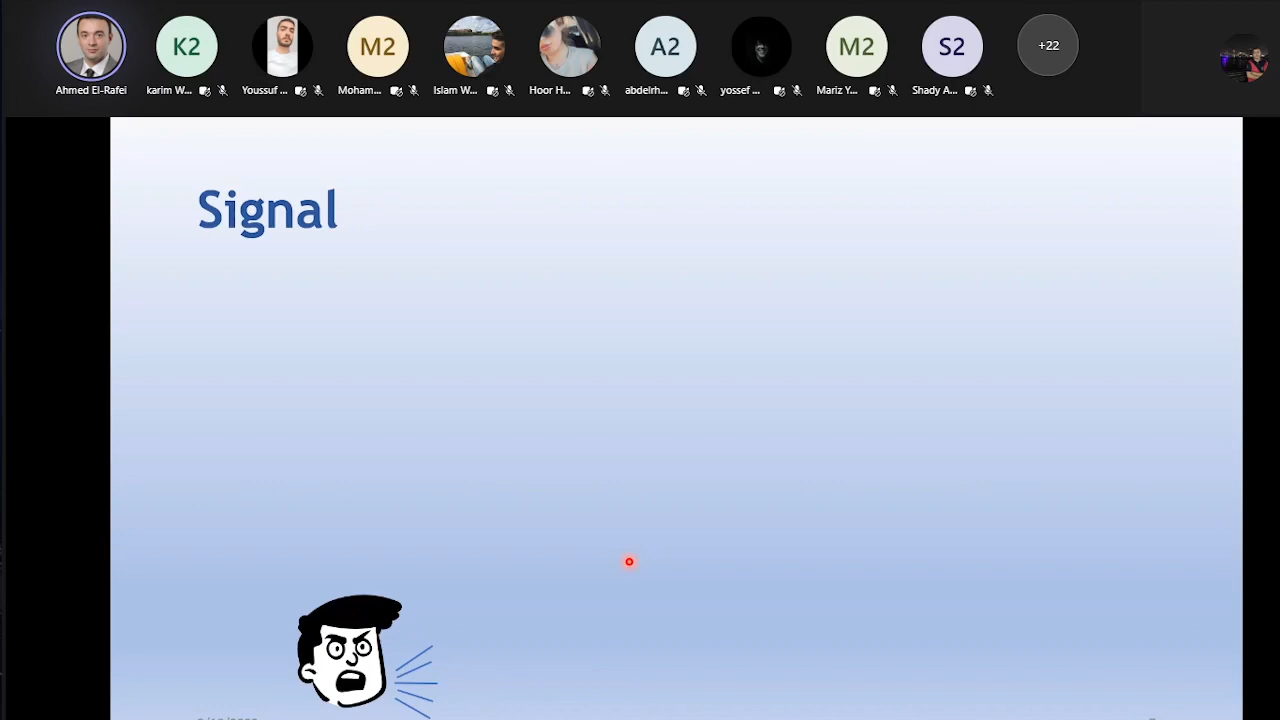 K2
M2
A2
M2
S2
+22
Ahmed El-Rafei
karim W...
Youssuf ...
Moham...
Islam W...
Hoor H...
abdelrh...
yossef ...
Mariz Y...
Shady A...
Signal